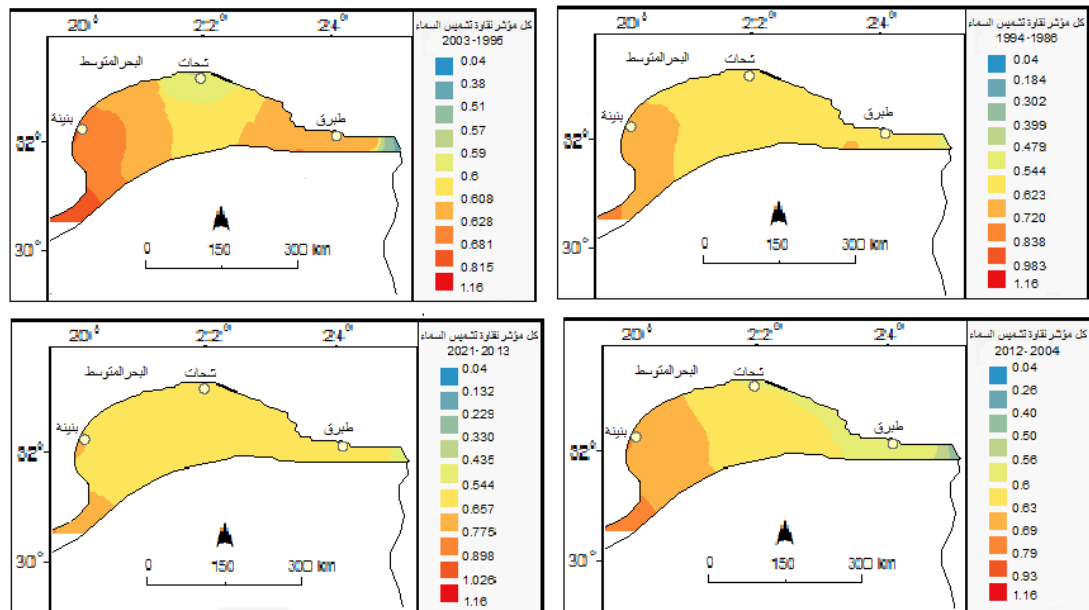 كل مؤشر نقاوة تشميس السماء
2003-1995
20° 22° 24°
البحر المتوسط
شحات
بنينة
طبرق
32°
30°
0 150 300 km
0.04
0.38
0.51
0.57
0.59
0.6
0.608
0.628
0.681
0.815
1.16
كل مؤشر نقاوة تشميس السماء
1994-1986
20° 22° 24°
البحر المتوسط
شحات
بنينة
طبرق
32°
30°
0 150 300 km
0.04
0.184
0.302
0.399
0.479
0.544
0.623
0.720
0.838
0.983
1.16
كل مؤشر نقاوة تشميس السماء
2021-2013
20° 22° 24°
البحر المتوسط
شحات
بنينة
طبرق
32°
30°
0 150 300 km
0.04
0.132
0.229
0.330
0.435
0.544
0.657
0.775
0.898
1.026
1.16
كل مؤشر نقاوة تشميس السماء
2012-2004
20° 22° 24°
البحر المتوسط
شحات
بنينة
طبرق
32°
30°
0 150 300 km
0.04
0.26
0.40
0.50
0.56
0.6
0.63
0.69
0.79
0.93
1.16